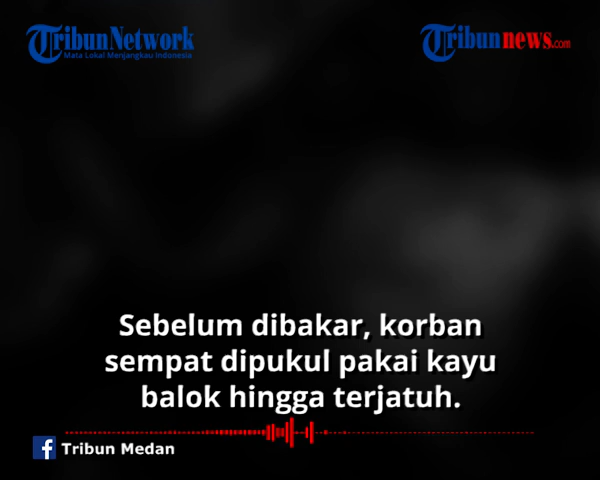 TribunNetwork
Mata Lokal Menjangkau Indonesia
Tribunnews.com
Sebelum dibakar, korban
sempat dipukul pakai kayu
balok hingga terjatuh.
Tribun Medan